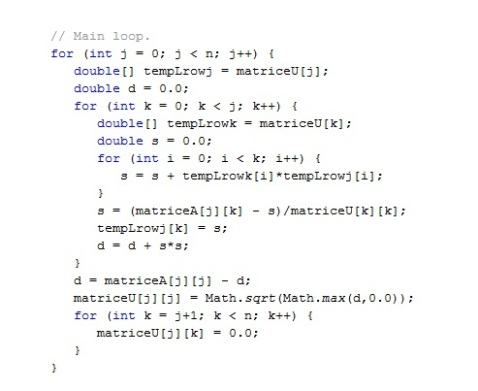 // Main loop.
for (int j = 0; j < n; j++) {
double[] tempLrowj = matriceU[j];
double d = 0.0;
for (int k = 0; k < j; k++) {
double[] tempLrowk = matriceU[k];
double s = 0.0;
for (int i = 0; i < k; i++) {
s = s + tempLrowk[i]*tempLrowj[i];
}
s = (matriceA[j][k] - s)/matriceU[k][k];
tempLrowj[k] = s;
d = d + s*s;
}
d = matriceA[j][j] - d;
matriceU[j][j] = Math.sqrt(Math.max(d,0.0));
for (int k = j+1; k < n; k++) {
matriceU[j][k] = 0.0;
}
}